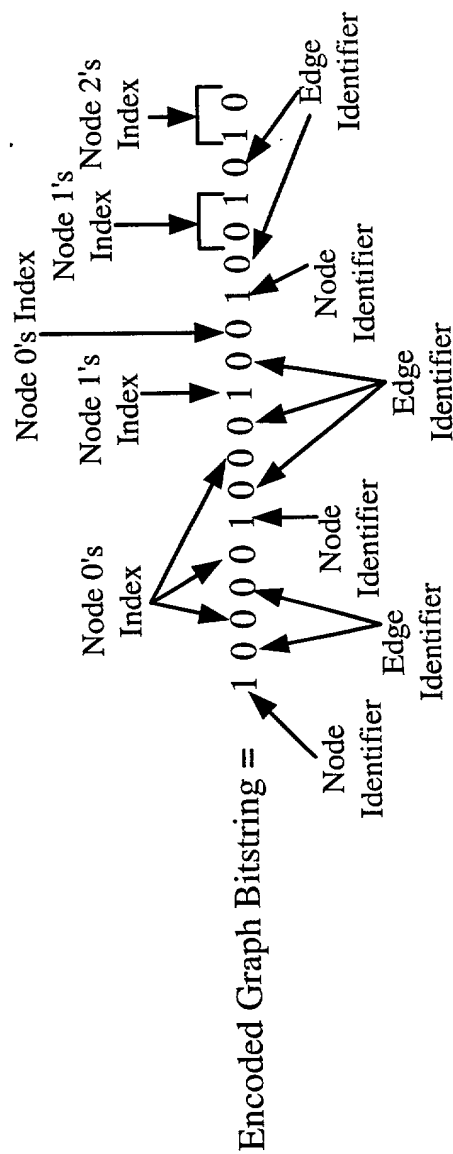 Node 0's Index
Node 0's
Index
Node 1's
Index
Node 1's
Index
Node 2's
Index
Encoded Graph Bitstring = 1 0 0 0 0 1 0 0 0 1 0 0 1 0 0 1 0 1 0
Node
Identifier
Edge
Identifier
Node
Identifier
Edge
Identifier
Node
Identifier
Edge
Identifier